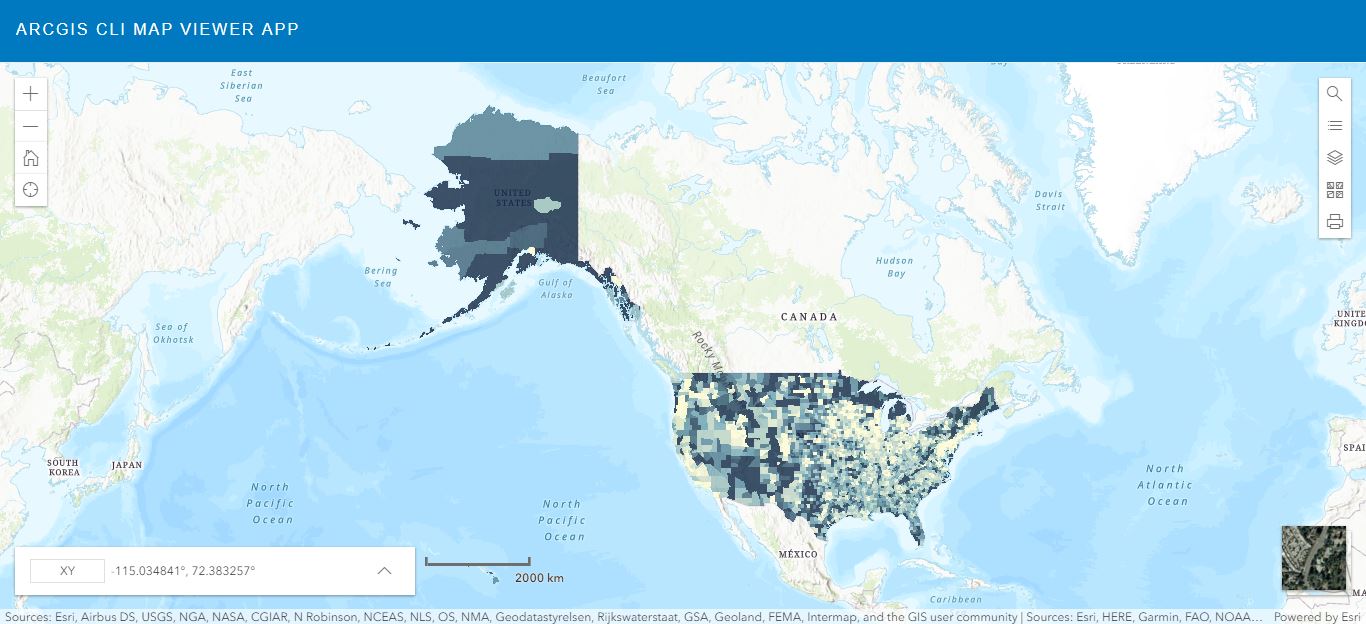 ARCGIS CLI MAP VIEWER APP
East
Siberian
Sea
Beaufort
Sea
UNITED
STATES
Davis
Strait
Bering
Sea
Gulf of
Alaska
Hudson
Bay
CANADA
UNITE
KINGDO
Sea of
Okhotsk
Rocky M
SOUTH
KOREA
JAPAN
SPAI
North
Pacific
Ocean
North
Pacific
Ocean
North
Atlantic
Ocean
MÉXICO
XY
-115.034841°, 72.383257°
2000 km
MA
Caribbean
Sources: Esri, Airbus DS, USGS, NGA, NASA, CGIAR, N Robinson, NCEAS, NLS, OS, NMA, Geodatastyrelsen, Rijkswaterstaat, GSA, Geoland, FEMA, Intermap, and the GIS user community | Sources: Esri, HERE, Garmin, FAO, NOAA… Powered by Esri